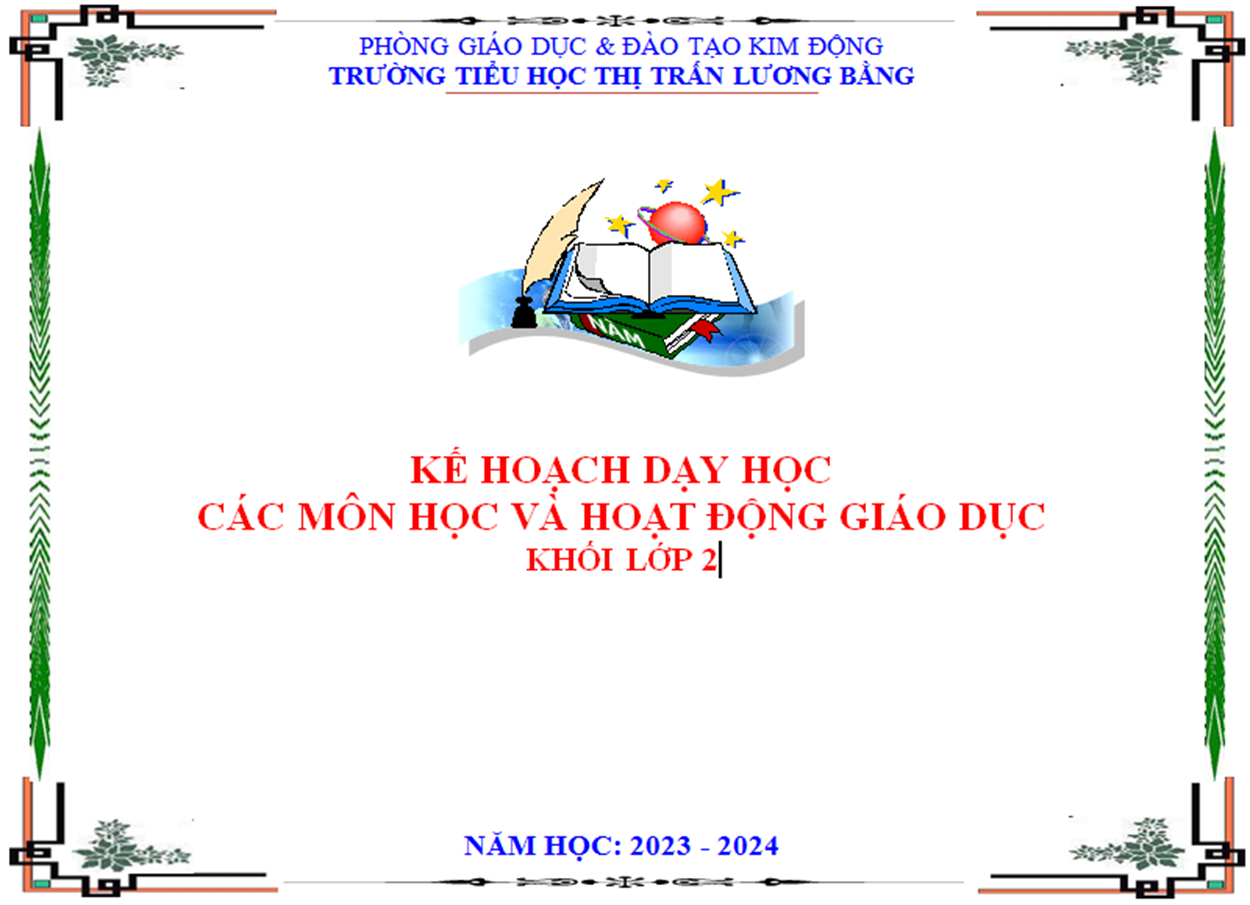 PHÒNG GIÁO DỤC & ĐÀO TẠO KIM ĐỘNG
TRƯỜNG TIỂU HỌC THỊ TRẤN LƯƠNG BẰNG
NAM
KẾ HOẠCH DẠY HỌC
CÁC MÔN HỌC VÀ HOẠT ĐỘNG GIÁO DỤC
KHỐI LỚP 2
NĂM HỌC: 2023 - 2024